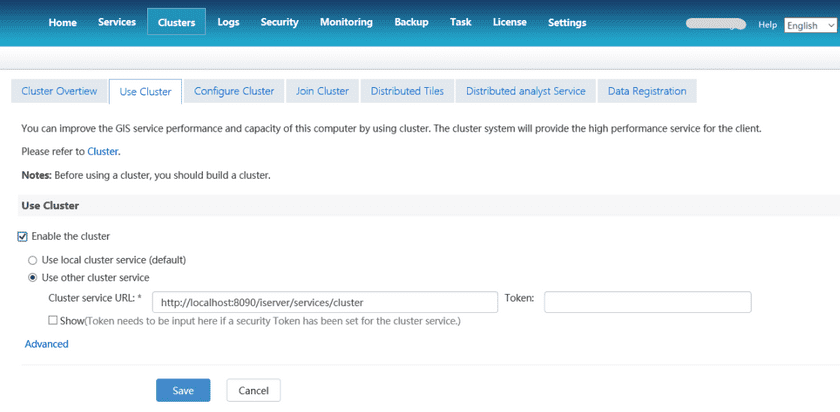 Home Services Clusters Logs Security Monitoring Backup Task License Settings Help English
Cluster Overtiew Use Cluster Configure Cluster Join Cluster Distributed Tiles Distributed analyst Service Data Registration
You can improve the GIS service performance and capacity of this computer by using cluster. The cluster system will provide the high performance service for the client.
Please refer to Cluster.
Notes: Before using a cluster, you should build a cluster.
Use Cluster
Enable the cluster
Use local cluster service (default)
Use other cluster service
Cluster service URL: * http://localhost:8090/iserver/services/cluster Token:
Show(Token needs to be input here if a security Token has been set for the cluster service.)
Advanced
Save Cancel